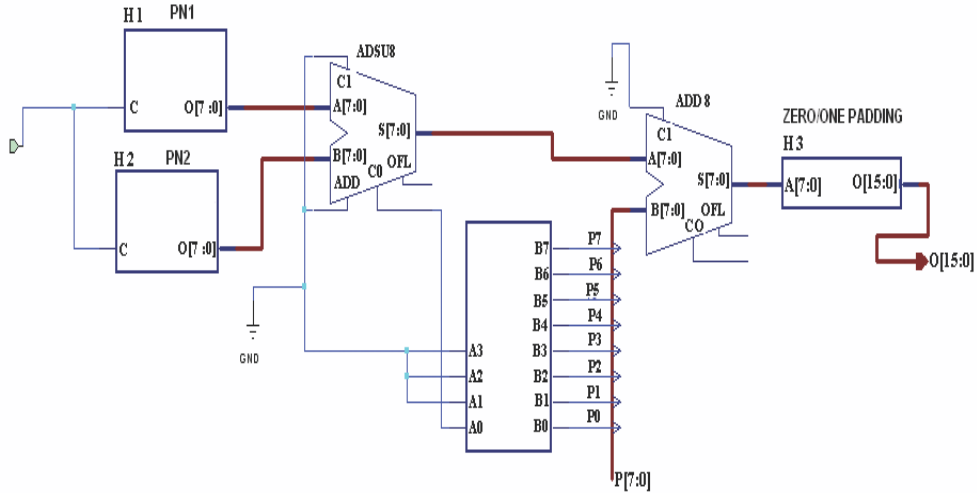 H1 PN1
C O[7 :0]
H2 PN2
C O[7 :0]
ADSU8
C1
A[7:0]
S[7:0]
B[7:0]
C0 OFL
ADD
GND
GND
ADD 8
C1
A[7:0]
S[7:0]
B[7:0]
OFL
CO
ZERO/ONE PADDING
H3
A[7:0] O[15:0]
O[15:0]
B7 P7
B6 P6
B5 P5
B4 P4
A3 B3 P3
A2 B2 P2
A1 B1 P1
A0 B0 P0
P[7:0]